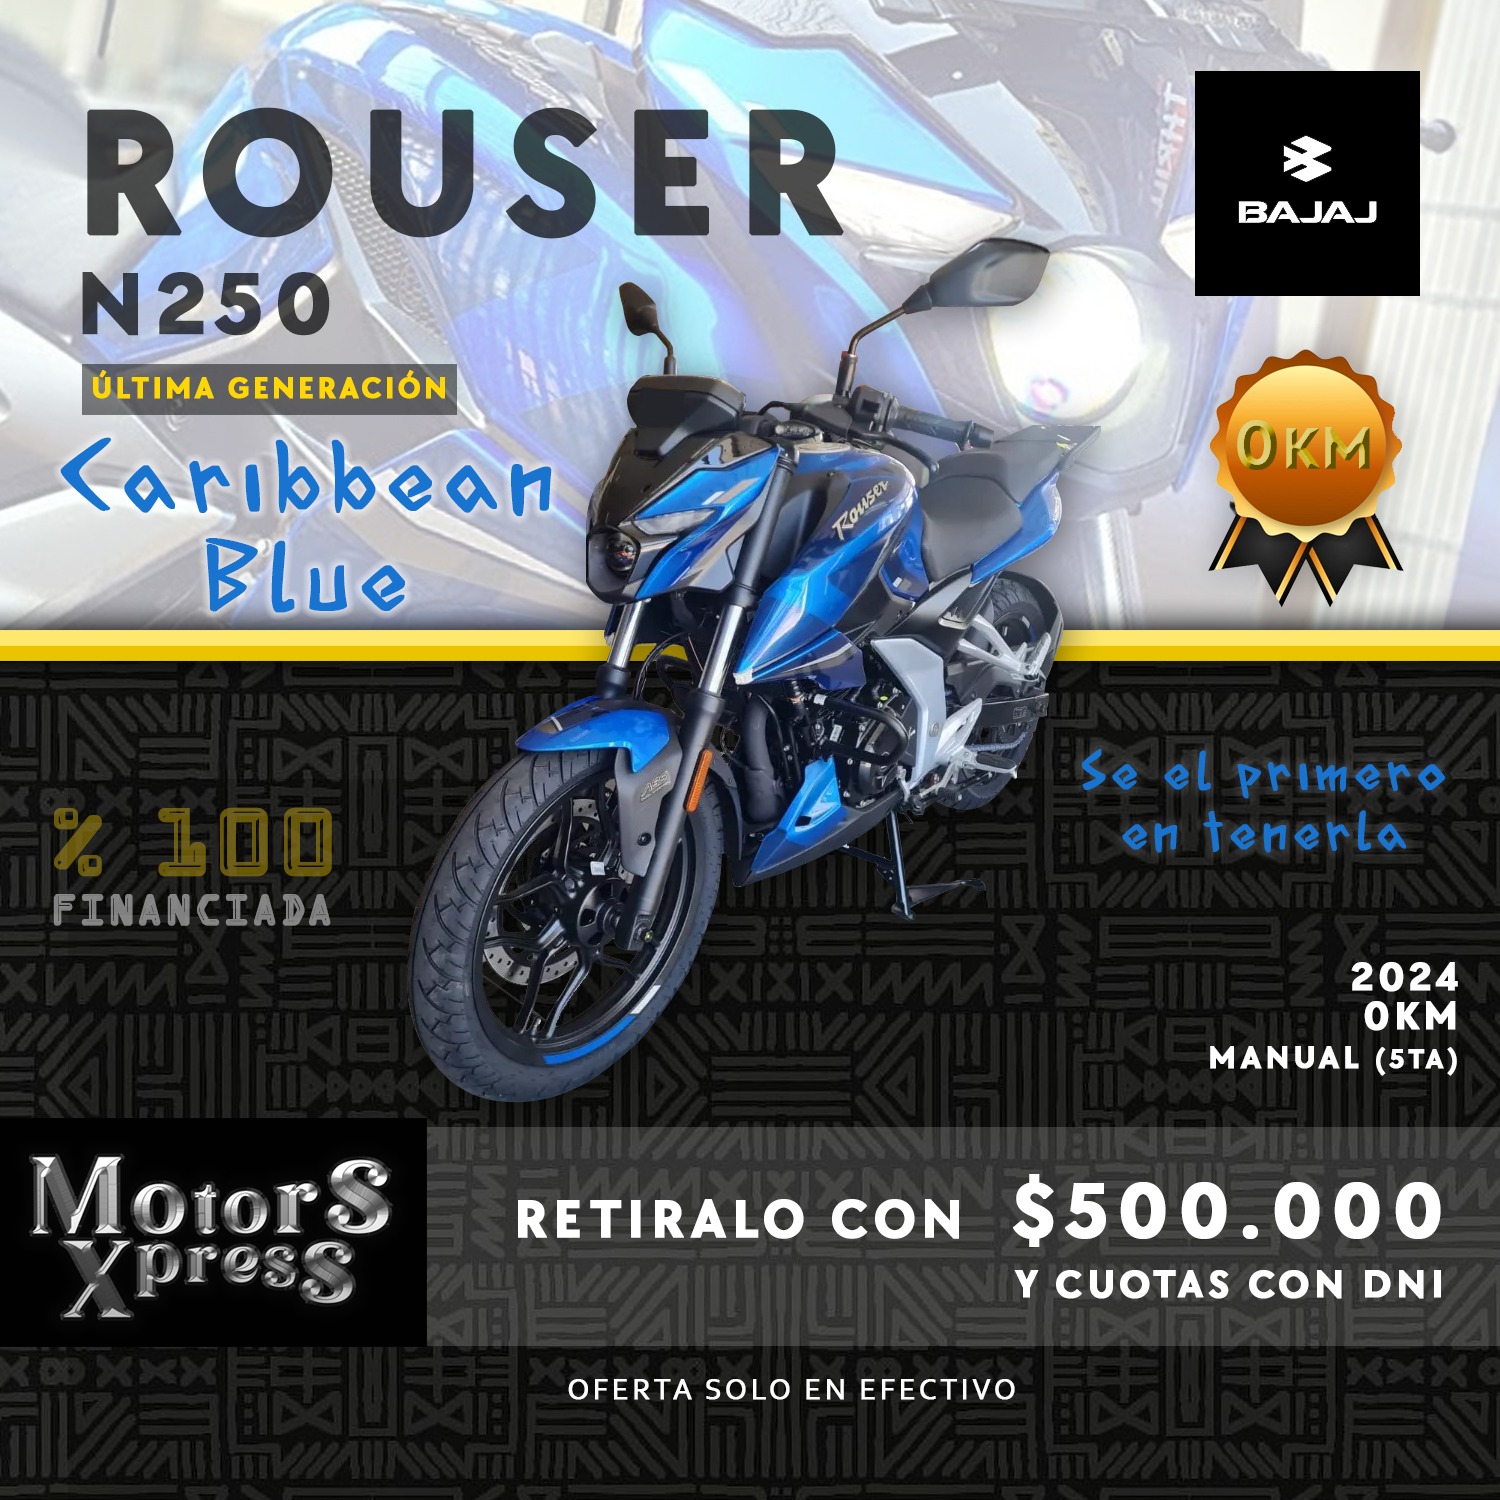 ROUSER
N250
ÚLTIMA GENERACIÓN
Caribbean
Blue
BAJAJ
0KM
Rouser
ABS
Se el primero
en tenerla
% 100
FINANCIADA
2024
0KM
MANUAL (5TA)
MotorS
XpresS
RETIRALO CON $500.000
Y CUOTAS CON DNI
OFERTA SOLO EN EFECTIVO